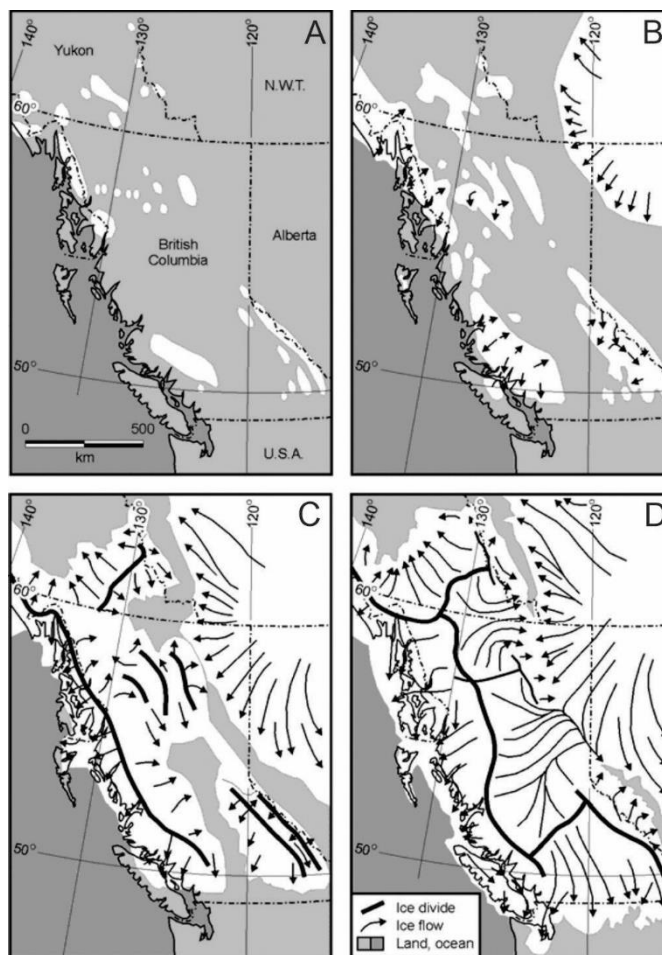 A
140°
130°
120°
Yukon
N.W.T.
60°
British
Columbia
Alberta
50°
0 500
km
U.S.A.
B
140°
130°
120°
60°
50°
C
140°
130°
120°
60°
50°
D
140°
130°
120°
60°
50°
Ice divide
Ice flow
Land, ocean